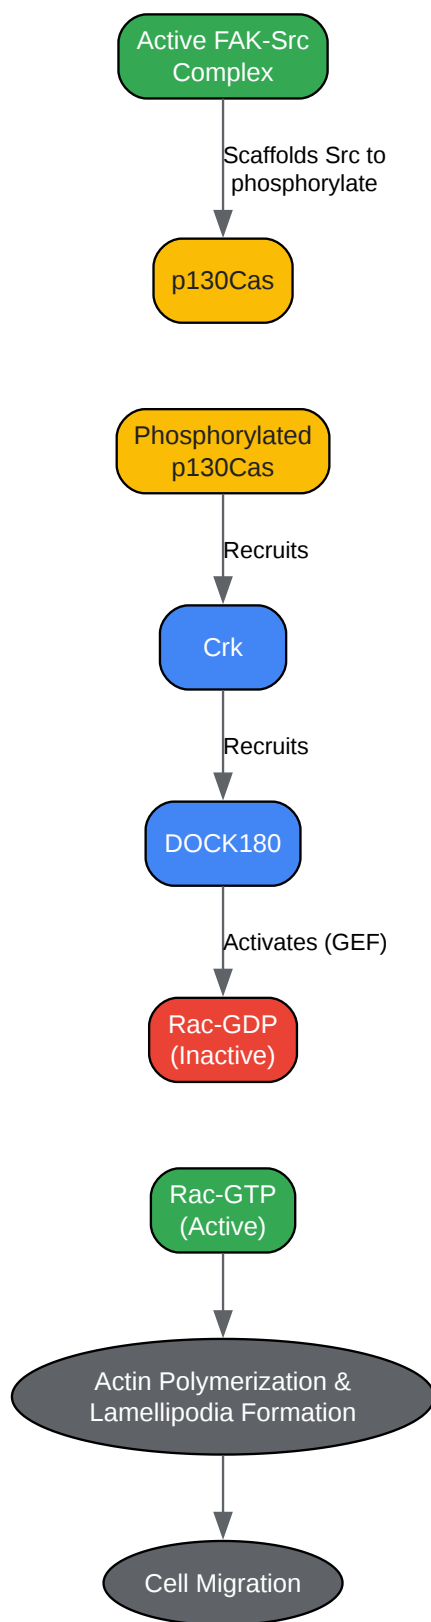 Active FAK-Src
Complex
Scaffolds Src to
phosphorylate
p130Cas
Phosphorylated
p130Cas
Recruits
Crk
Recruits
DOCK180
Activates (GEF)
Rac-GDP
(Inactive)
Rac-GTP
(Active)
Actin Polymerization &
Lamellipodia Formation
Cell Migration